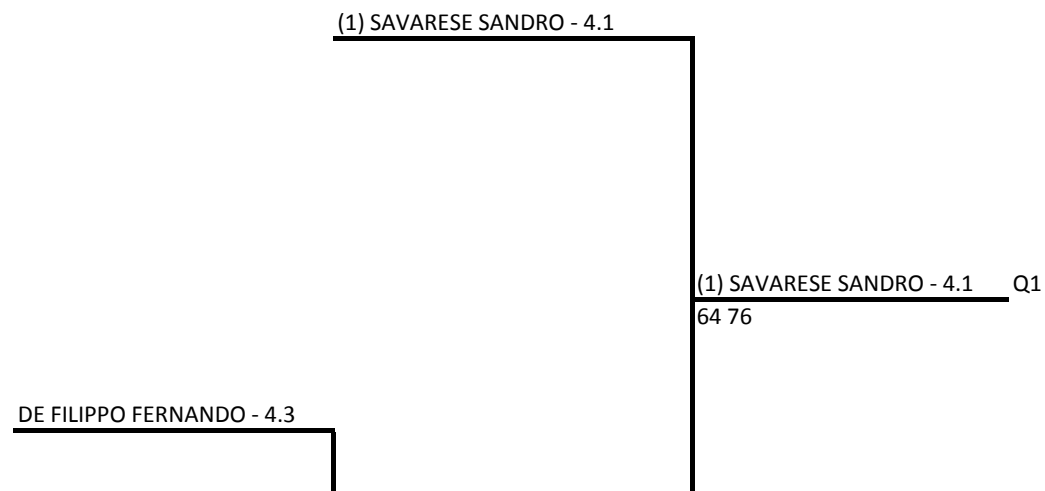 (1) SAVARESE SANDRO - 4.1
(1) SAVARESE SANDRO - 4.1 Q1
64 76
DE FILIPPO FERNANDO - 4.3